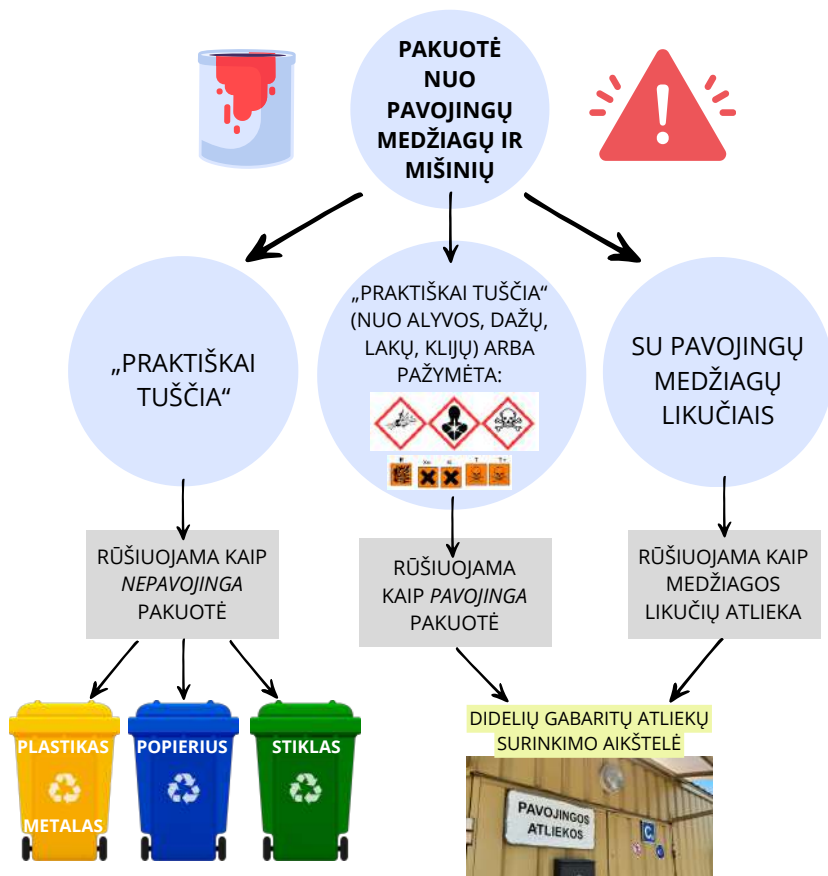 PAKUOTĖ
NUO
PAVOJINGŲ
MEDŽIAGŲ IR
MIŠINIŲ
„PRAKTIŠKAI
TUŠČIA“
„PRAKTIŠKAI TUŠČIA“
(NUO ALYVOS, DAŽŲ,
LAKŲ, KLIJŲ) ARBA
PAŽYMĖTA:
SU PAVOJINGŲ
MEDŽIAGŲ
LIKUČIAIS
RŪŠIUOJAMA KAIP
NEPAVOJINGA
PAKUOTĖ
RŪŠIUOJAMA
KAIP PAVOJINGA
PAKUOTĖ
RŪŠIUOJAMA KAIP
MEDŽIAGOS
LIKUČIŲ ATLIEKA
PLASTIKAS
METALAS
POPIERIUS
STIKLAS
DIDELIŲ GABARITŲ ATLIEKŲ
SURINKIMO AIKŠTELĖ
PAVOJINGOS
ATLIEKOS